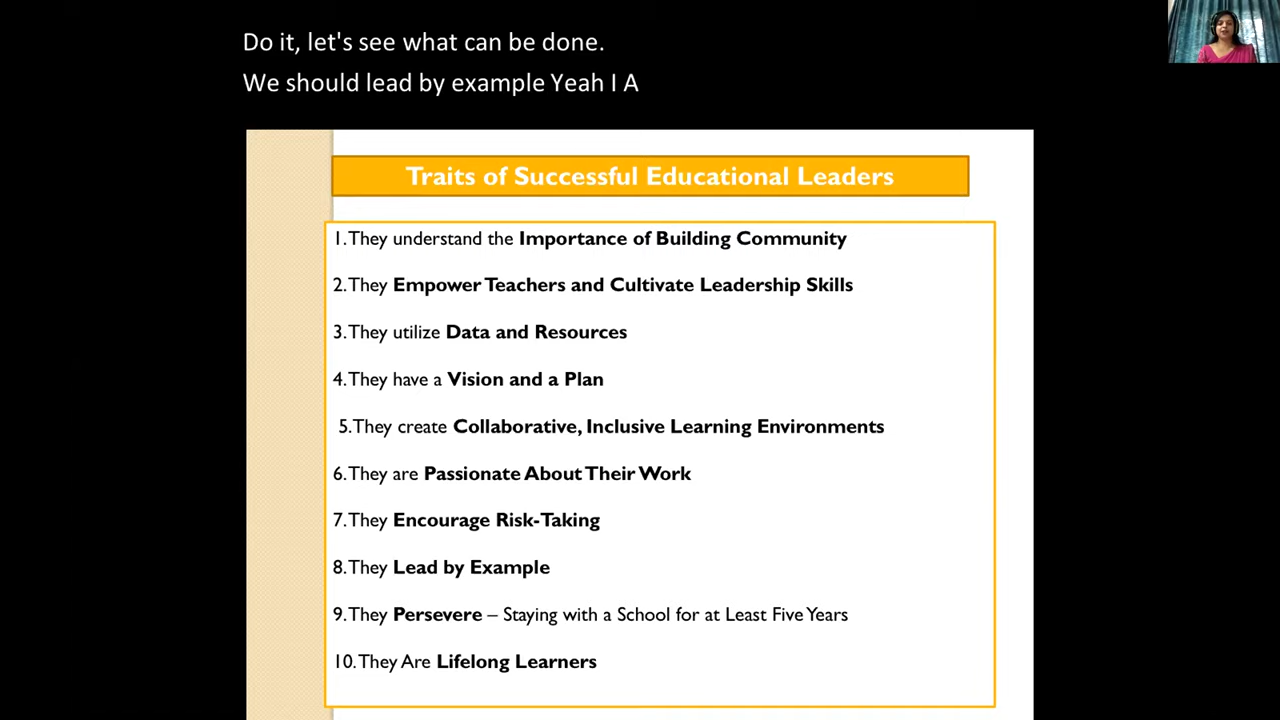 Do it, let's see what can be done.
We should lead by example Yeah I A
Traits of Successful Educational Leaders
1. They understand the Importance of Building Community
2. They Empower Teachers and Cultivate Leadership Skills
3. They utilize Data and Resources
4. They have a Vision and a Plan
5. They create Collaborative, Inclusive Learning Environments
6. They are Passionate About Their Work
7. They Encourage Risk-Taking
8. They Lead by Example
9. They Persevere – Staying with a School for at Least Five Years
10. They Are Lifelong Learners